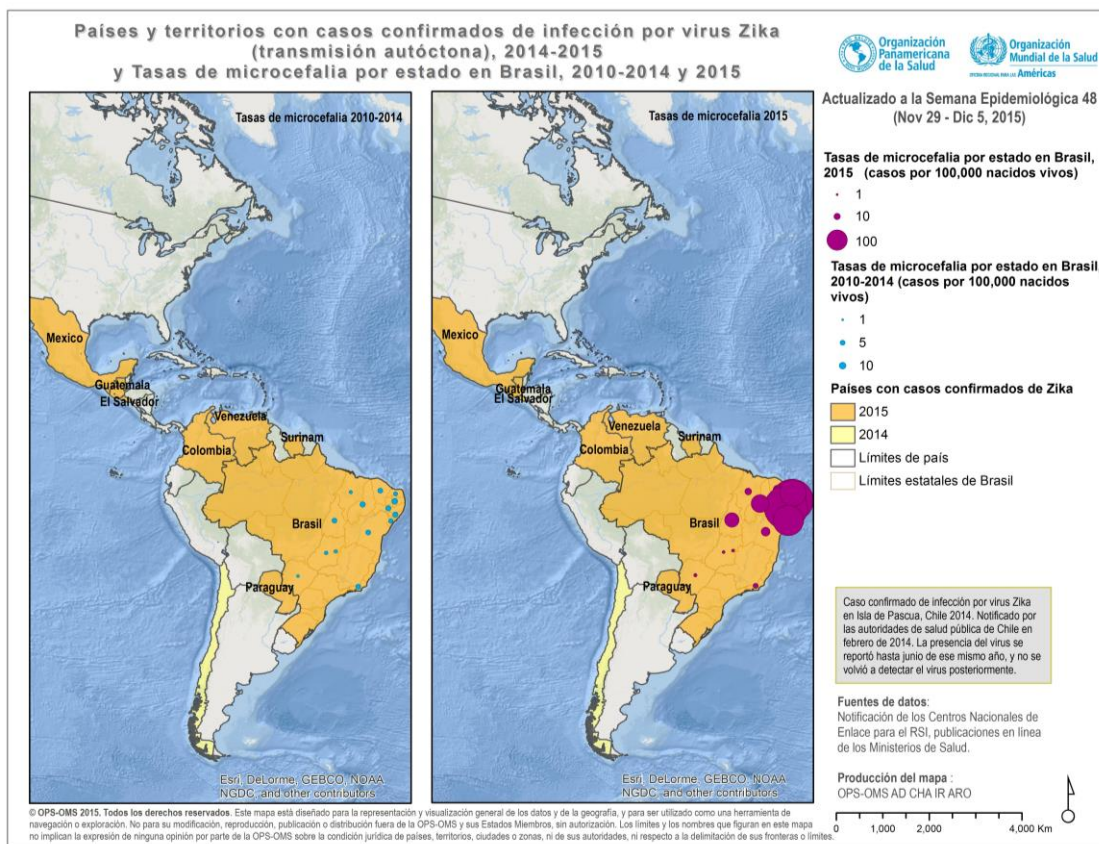 Países y territorios con casos confirmados de infección por virus Zika
(transmisión autóctona), 2014-2015
y Tasas de microcefalia por estado en Brasil, 2010-2014 y 2015
Organización
Panamericana
de la Salud
Organización
Mundial de la Salud
OFICINA REGIONAL PARA LAS Américas
Actualizado a la Semana Epidemiológica 48
(Nov 29 - Dic 5, 2015)
Tasas de microcefalia 2010-2014
Mexico
Guatemala
El Salvador
Venezuela
Surinam
Colombia
Brasil
Paraguay
Esri, DeLorme, GEBCO, NOAA
NGDC, and other contributors
Tasas de microcefalia 2015
Mexico
Guatemala
El Salvador
Venezuela
Surinam
Colombia
Brasil
Paraguay
Esri, DeLorme, GEBCO, NOAA
NGDC, and other contributors
Tasas de microcefalia por estado en Brasil,
2015 (casos por 100,000 nacidos vivos)
1
10
100
Tasas de microcefalia por estado en Brasil
2010-2014 (casos por 100,000 nacidos
vivos)
1
5
10
Países con casos confirmados de Zika
2015
2014
Límites de país
Límites estatales de Brasil
Caso confirmado de infección por virus Zika
en Isla de Pascua, Chile 2014. Notificado por
las autoridades de salud pública de Chile en
febrero de 2014. La presencia del virus se
reportó hasta junio de ese mismo año, y no se
volvió a detectar el virus posteriormente.
Fuentes de datos:
Notificación de los Centros Nacionales de
Enlace para el RSI, publicaciones en línea
de los Ministerios de Salud.
Producción del mapa :
OPS-OMS AD CHA IR ARO
0 1,000 2,000 4,000 Km
© OPS-OMS 2015. Todos los derechos reservados. Este mapa está diseñado para la representación y visualización general de los datos y de la geografía, y para ser utilizado como una herramienta de
navegación o exploración. No para su modificación, reproducción, publicación o distribución fuera de la OPS-OMS y sus Estados Miembros, sin autorización. Los límites y los nombres que figuran en este mapa
no implican la expresión de ninguna opinión por parte de la OPS-OMS sobre la condición jurídica de países, territorios, ciudades o zonas, ni de sus autoridades, ni respecto a la delimitación de sus fronteras o límites.